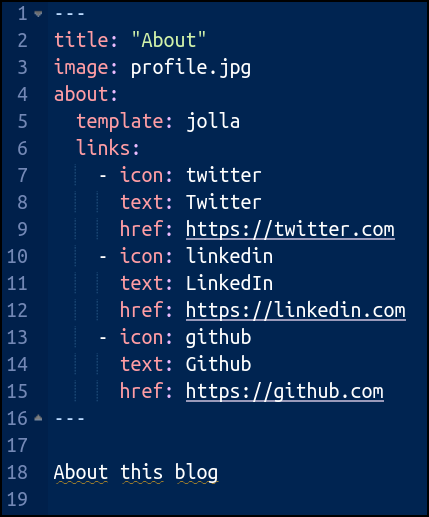 1 ---
2 title: "About"
3 image: profile.jpg
4 about:
5   template: jolla
6   links:
7     - icon: twitter
8       text: Twitter
9       href: https://twitter.com
10     - icon: linkedin
11       text: LinkedIn
12       href: https://linkedin.com
13     - icon: github
14       text: Github
15       href: https://github.com
16 ---
17
18 About this blog
19